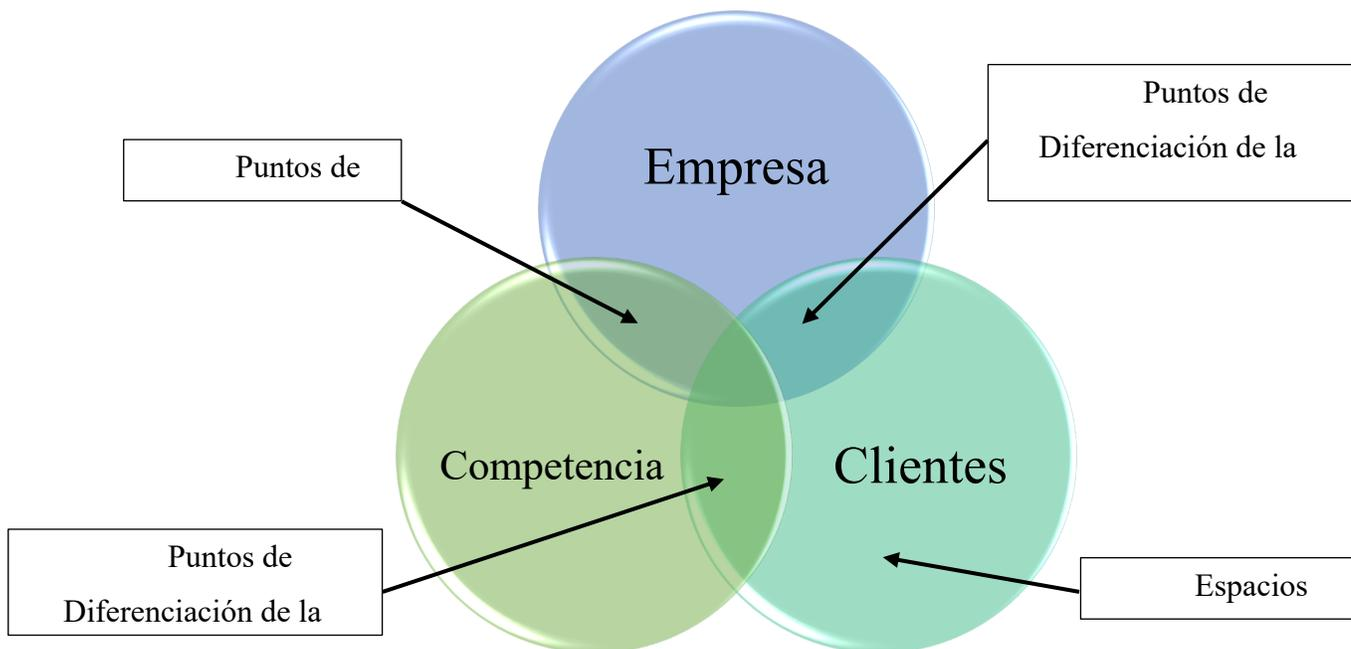 Puntos de
Diferenciación de la
Puntos de
Empresa
Competencia
Clientes
Puntos de
Diferenciación de la
Espacios